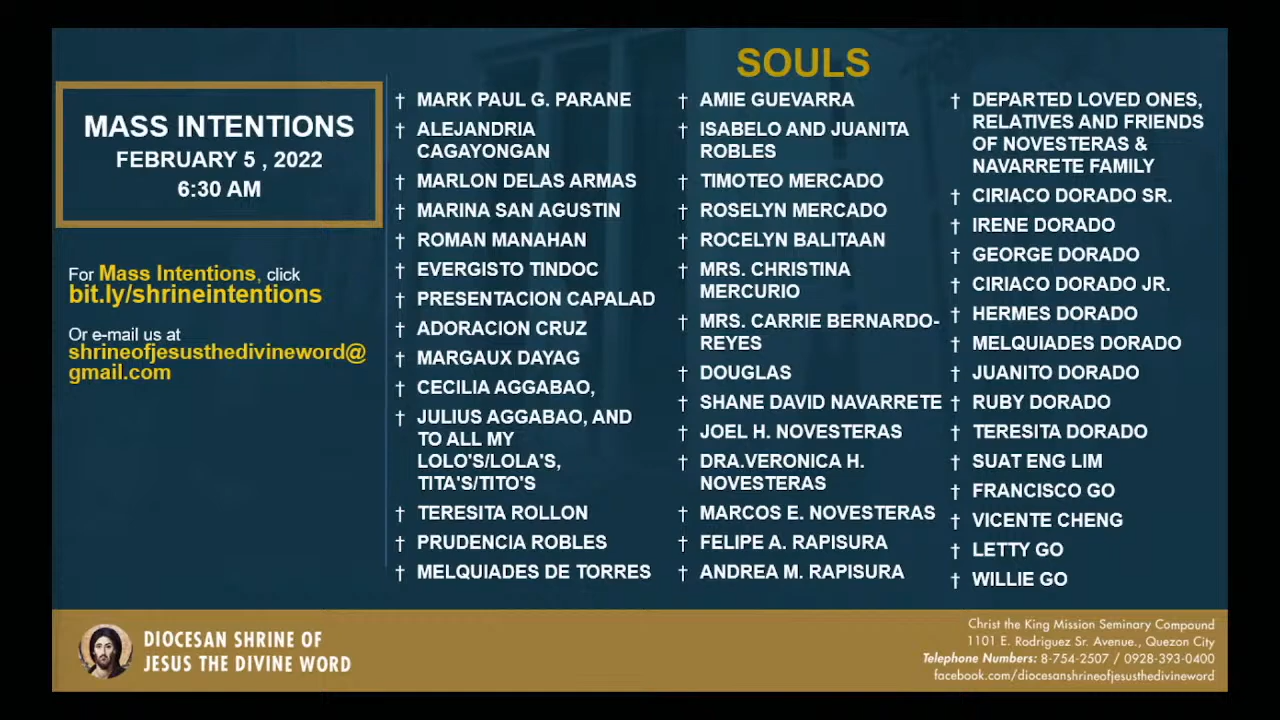 MASS INTENTIONS
FEBRUARY 5 , 2022
6:30 AM
For Mass Intentions, click
bit.ly/shrineintentions
Or e-mail us at
shrineofjesusthedivineword@
gmail.com
SOULS
† MARK PAUL G. PARANE
† ALEJANDRIA
CAGAYONGAN
† MARLON DELAS ARMAS
† MARINA SAN AGUSTIN
† ROMAN MANAHAN
† EVERGISTO TINDOC
† PRESENTACION CAPALAD
† ADORACION CRUZ
† MARGAUX DAYAG
† CECILIA AGGABAO,
† JULIUS AGGABAO, AND
TO ALL MY
LOLO'S/LOLA'S,
TITA'S/TITO'S
† TERESITA ROLLON
† PRUDENCIA ROBLES
† MELQUIADES DE TORRES
† AMIE GUEVARRA
† ISABELO AND JUANITA
ROBLES
† TIMOTEO MERCADO
† ROSELYN MERCADO
† ROCELYN BALITAAN
† MRS. CHRISTINA
MERCURIO
† MRS. CARRIE BERNARDO-
REYES
† DOUGLAS
† SHANE DAVID NAVARRETE
† JOEL H. NOVESTERAS
† DRA.VERONICA H.
NOVESTERAS
† MARCOS E. NOVESTERAS
† FELIPE A. RAPISURA
† ANDREA M. RAPISURA
† DEPARTED LOVED ONES,
RELATIVES AND FRIENDS
OF NOVESTERAS &
NAVARRETE FAMILY
† CIRIACO DORADO SR.
† IRENE DORADO
† GEORGE DORADO
† CIRIACO DORADO JR.
† HERMES DORADO
† MELQUIADES DORADO
† JUANITO DORADO
† RUBY DORADO
† TERESITA DORADO
† SUAT ENG LIM
† FRANCISCO GO
† VICENTE CHENG
† LETTY GO
† WILLIE GO
DIOCESAN SHRINE OF
JESUS THE DIVINE WORD
Christ the King Mission Seminary Compound
1101 E. Rodriguez Sr. Avenue., Quezon City
Telephone Numbers: 8-754-2507 / 0928-393-0400
facebook.com/diocesanshrineofjesusthedivineword